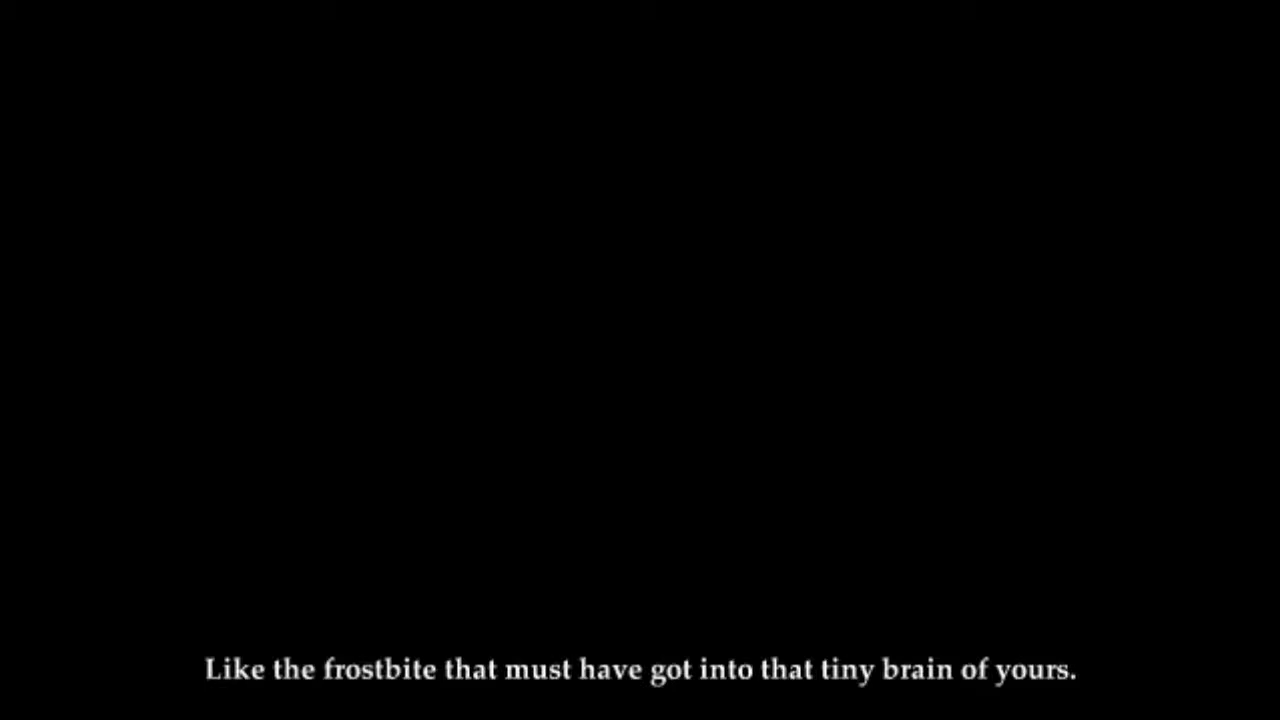 Like the frostbite that must have got into that tiny brain of yours.